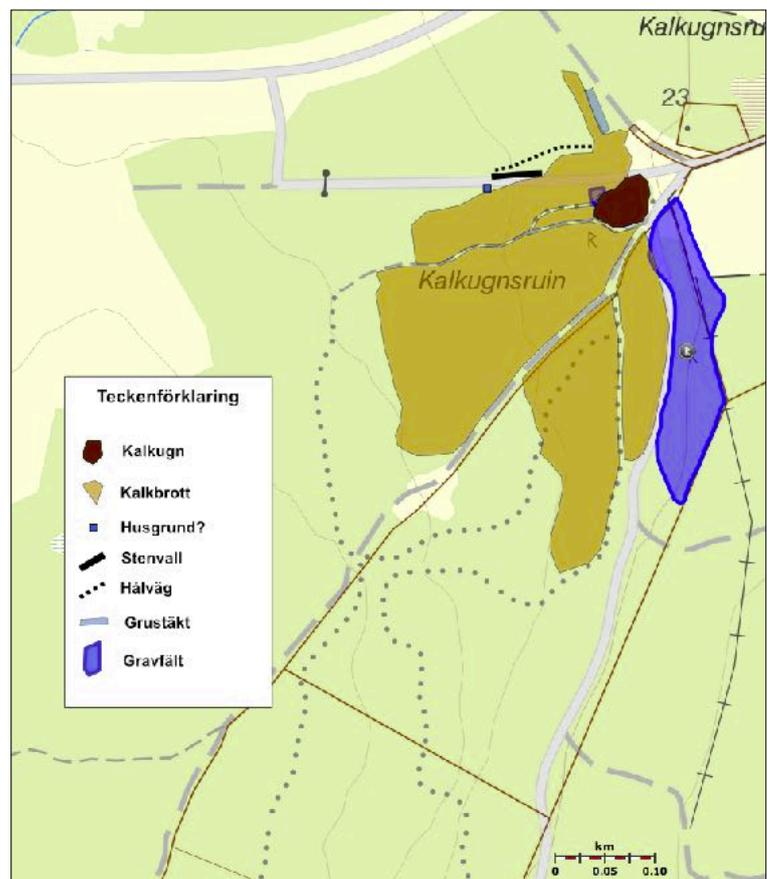 Kalkugnsru
23
Kalkugnsruin
Teckenförklaring
Kalkugn
Kalkbrott
Husgrund?
Stenvall
Hålväg
Grustäkt
Gravfält
km
0 0.05 0.10